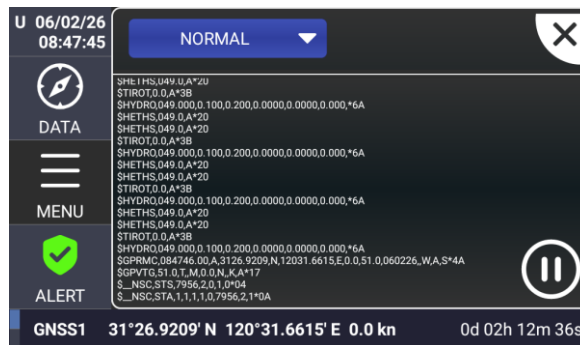 U 06/02/26
08:47:45
NORMAL
DATA
MENU
ALERT
$HETHS,049.0,A*20
$TIROT,0.0,A*3B
$HYDRO,049.000,0.100,0.200,0.0000,0.0000,0.000,*6A
$HETHS,049.0,A*20
$HETHS,049.0,A*20
$TIROT,0.0,A*3B
$HYDRO,049.000,0.100,0.200,0.0000,0.0000,0.000,*6A
$HETHS,049.0,A*20
$HETHS,049.0,A*20
$TIROT,0.0,A*3B
$HYDRO,049.000,0.100,0.200,0.0000,0.0000,0.000,*6A
$HETHS,049.0,A*20
$HETHS,049.0,A*20
$TIROT,0.0,A*3B
$HYDRO,049.000,0.100,0.200,0.0000,0.0000,0.000,*6A
$GPRMC,084746.00,A,3126.9209,N,12031.6615,E,0.0,51.0,060226,,W,A,S*4A
$GPVTG,51.0,T,,M,0.0,N,,K,A*17
$__NSC,STS,7956,2,0,1,0*04
$__NSC,STA,1,1,1,1,0,7956,2,1*0A
GNSS1 31°26.9209' N 120°31.6615' E 0.0 kn 0d 02h 12m 36s